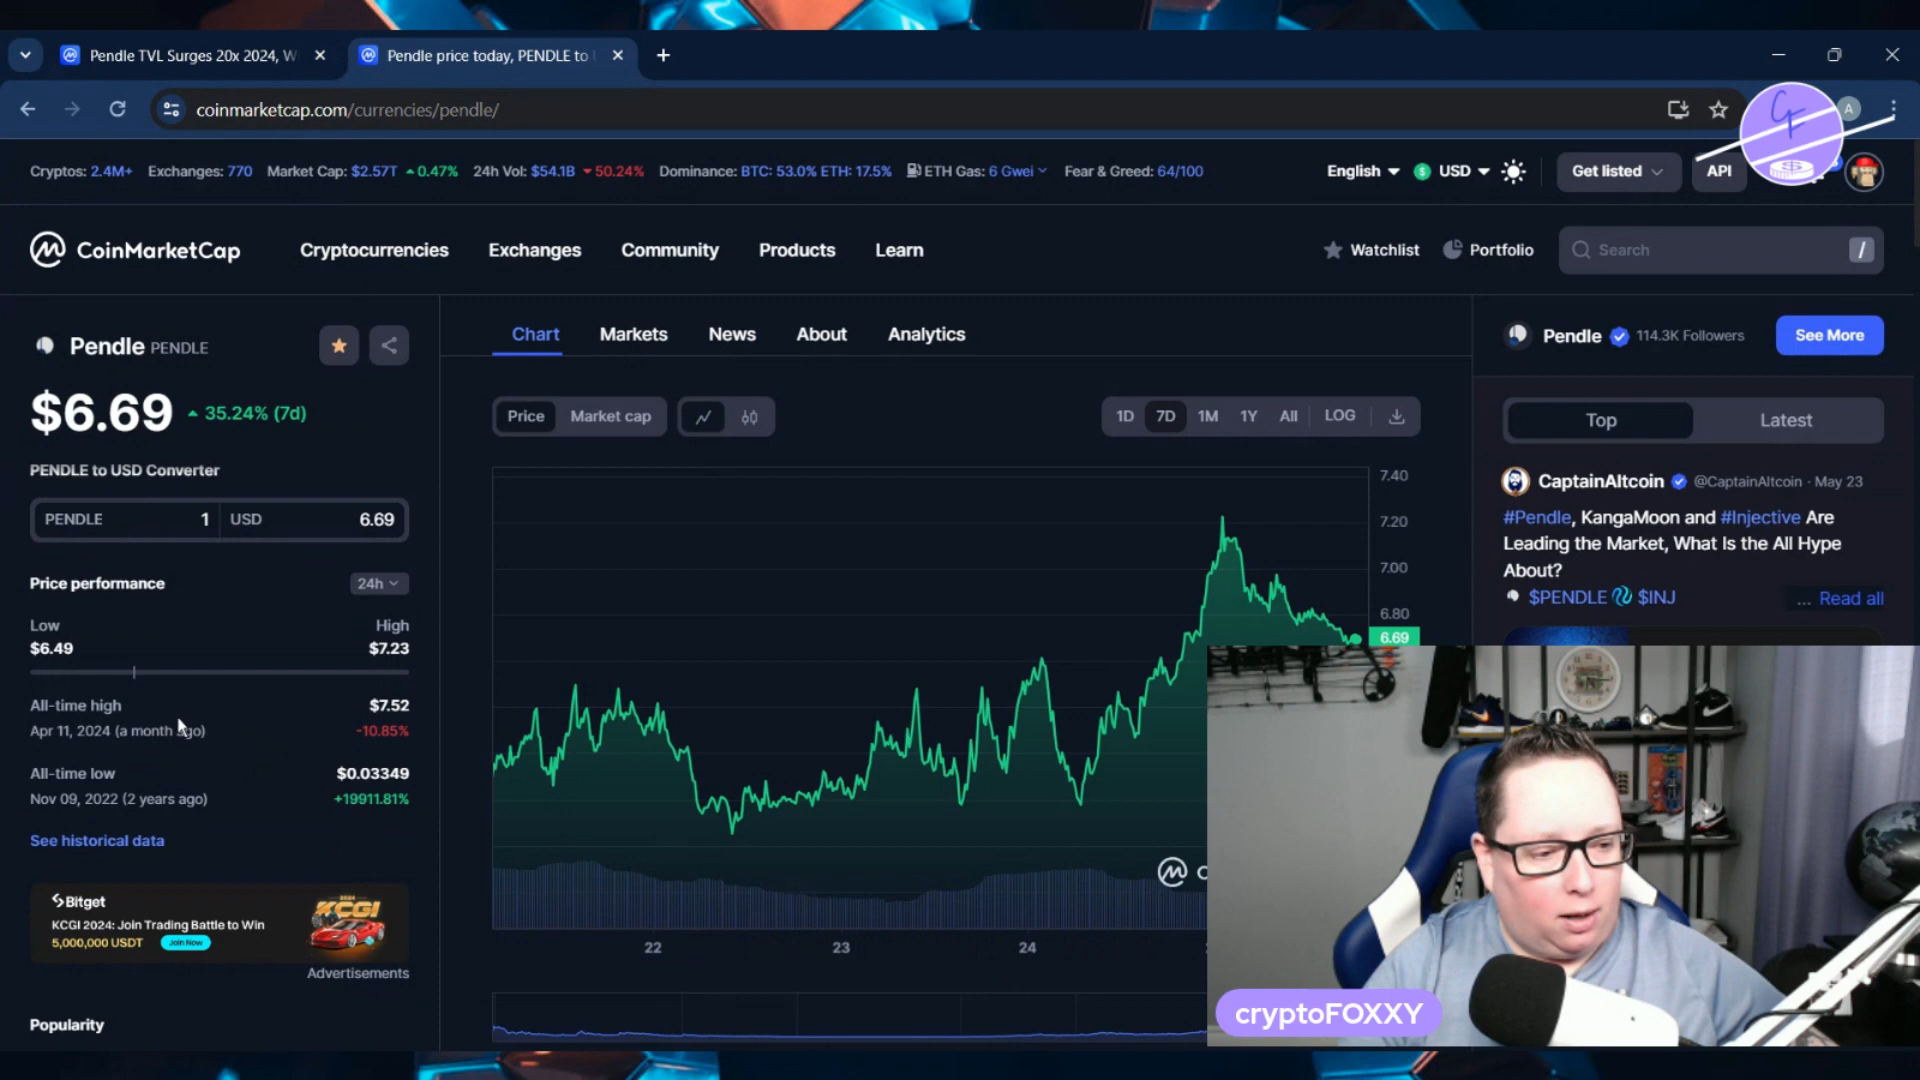 Pendle TVL Surges 20x 2024, W
Pendle price today, PENDLE to
coinmarketcap.com/currencies/pendle/
A
CF
Cryptos: 2.4M+ Exchanges: 770 Market Cap: $2.57T 0.47% 24h Vol: $54.1B 50.24% Dominance: BTC: 53.0% ETH: 17.5% ETH Gas: 6 Gwei Fear & Greed: 64/100
English USD Get listed API
CoinMarketCap Cryptocurrencies Exchanges Community Products Learn
Watchlist Portfolio Search /
Pendle PENDLE
$6.69 35.24% (7d)
PENDLE to USD Converter
PENDLE 1 USD 6.69
Price performance 24h
Low High
$6.49 $7.23
All-time high $7.52
Apr 11, 2024 (a month ago) -10.85%
All-time low $0.03349
Nov 09, 2022 (2 years ago) +19911.81%
See historical data
Bitget
KCGI 2024: Join Trading Battle to Win
5,000,000 USDT Join Now
KCGI
Advertisements
Popularity
Chart Markets News About Analytics
Price Market cap
1D 7D 1M 1Y All LOG
7.40
7.20
7.00
6.80
6.69
22 23 24
Pendle 114.3K Followers See More
Top Latest
CaptainAltcoin @CaptainAltcoin · May 23
#Pendle, KangaMoon and #Injective Are
Leading the Market, What Is the All Hype
About?
$PENDLE $INJ ... Read all
cryptoFOXXY